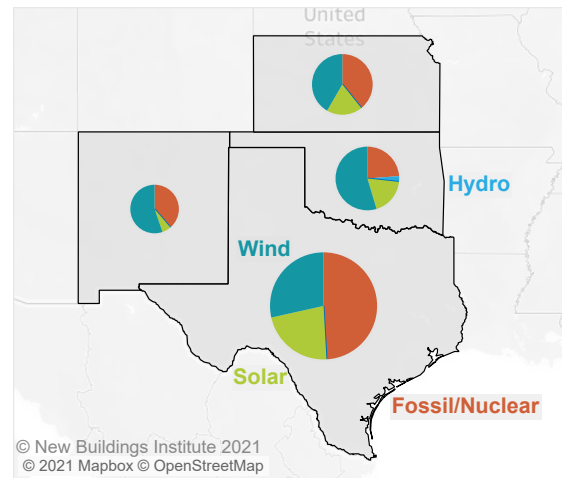 United
States
Hydro
Wind
Solar
Fossil/Nuclear
© New Buildings Institute 2021
© 2021 Mapbox © OpenStreetMap